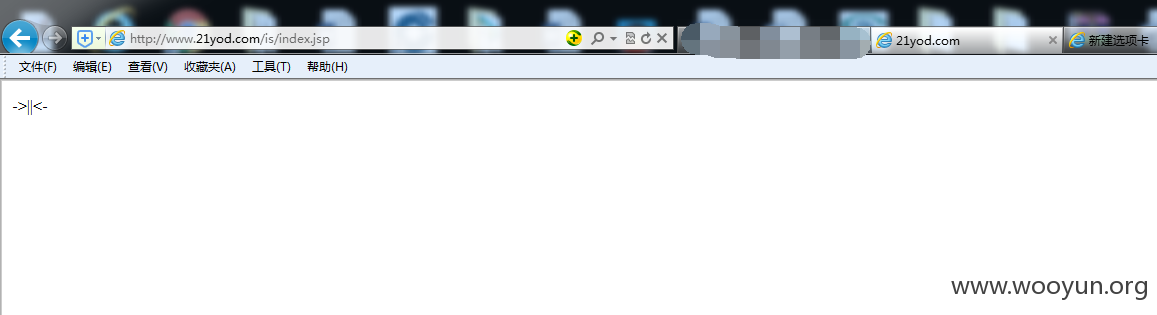 http://www.21yod.com/is/index.jsp
21yod.com
新建选项卡
文件(F) 编辑(E) 查看(V) 收藏夹(A) 工具(T) 帮助(H)
->||<-
www.wooyun.org